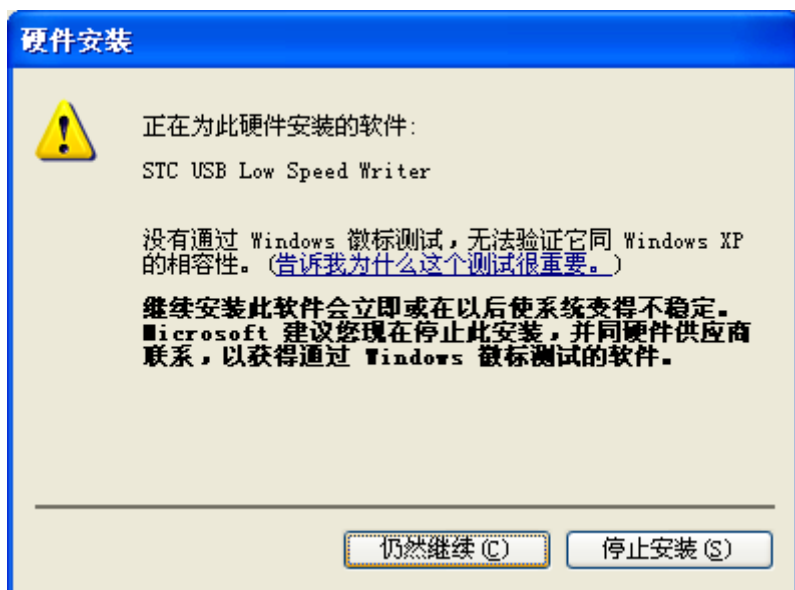 硬件安装
正在为此硬件安装的软件:
STC USB Low Speed Writer
没有通过 Windows 徽标测试，无法验证它同 Windows XP
的相容性。(告诉我为什么这个测试很重要。)
继续安装此软件会立即或在以后使系统变得不稳定。
Microsoft 建议您现在停止此安装，并同硬件供应商
联系，以获得通过 Windows 徽标测试的软件。
仍然继续(C)
停止安装(S)